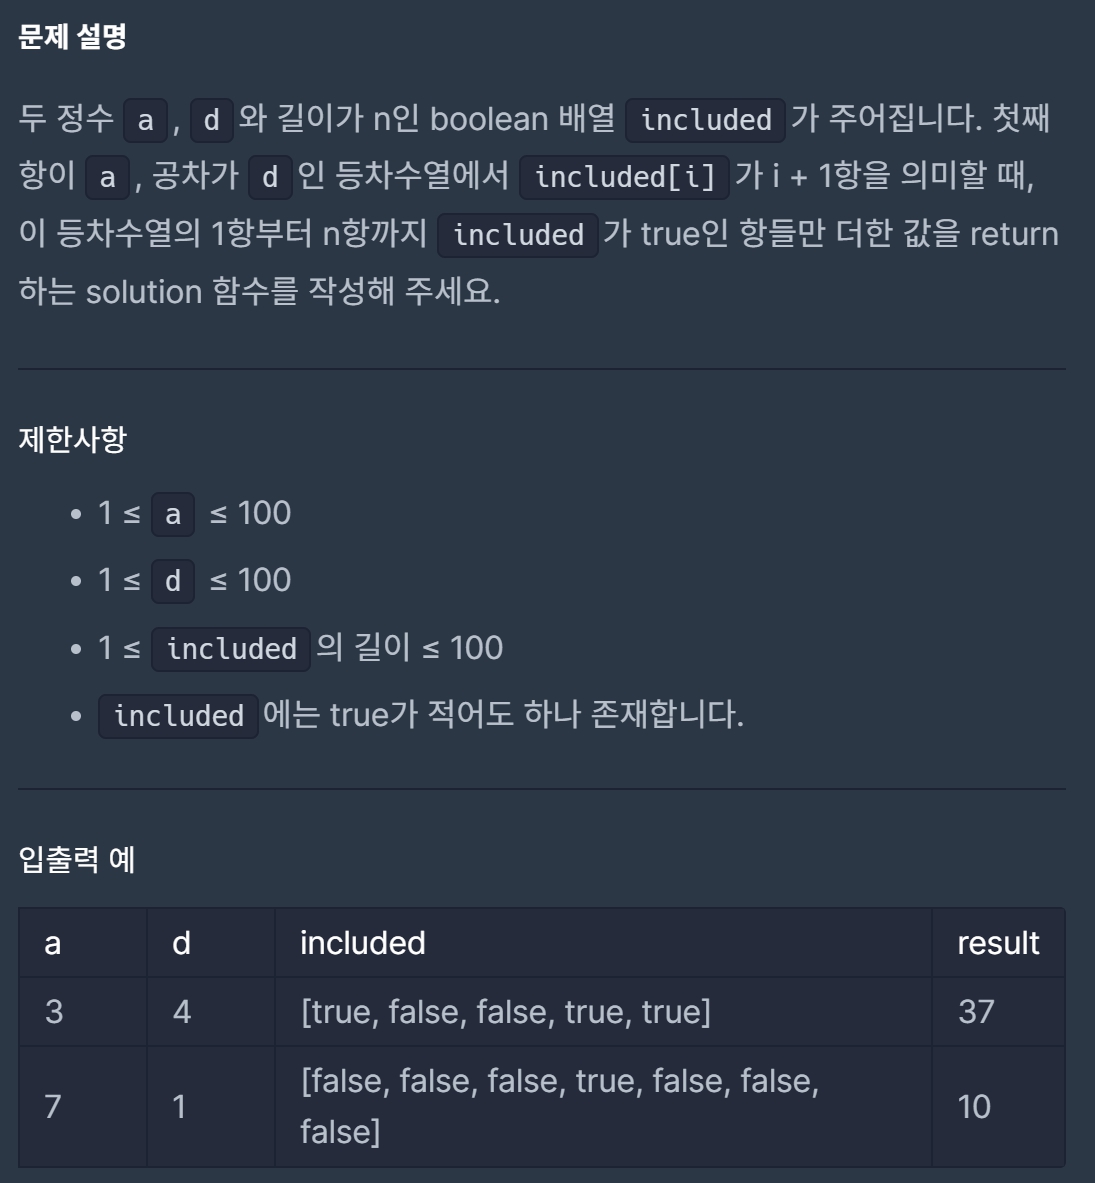 문제 설명
두 정수 a, d와 길이가 n인 boolean 배열 included가 주어집니다. 첫째
항이 a, 공차가 d인 등차수열에서 included[i]가 i + 1항을 의미할 때,
이 등차수열의 1항부터 n항까지 included가 true인 항들만 더한 값을 return
하는 solution 함수를 작성해 주세요.
제한사항
• 1 ≤ a ≤ 100
• 1 ≤ d ≤ 100
• 1 ≤ included의 길이 ≤ 100
• included에는 true가 적어도 하나 존재합니다.
입출력 예
a d included result
3 4 [true, false, false, true, true] 37
7 1 [false, false, false, true, false, false, 10
false]